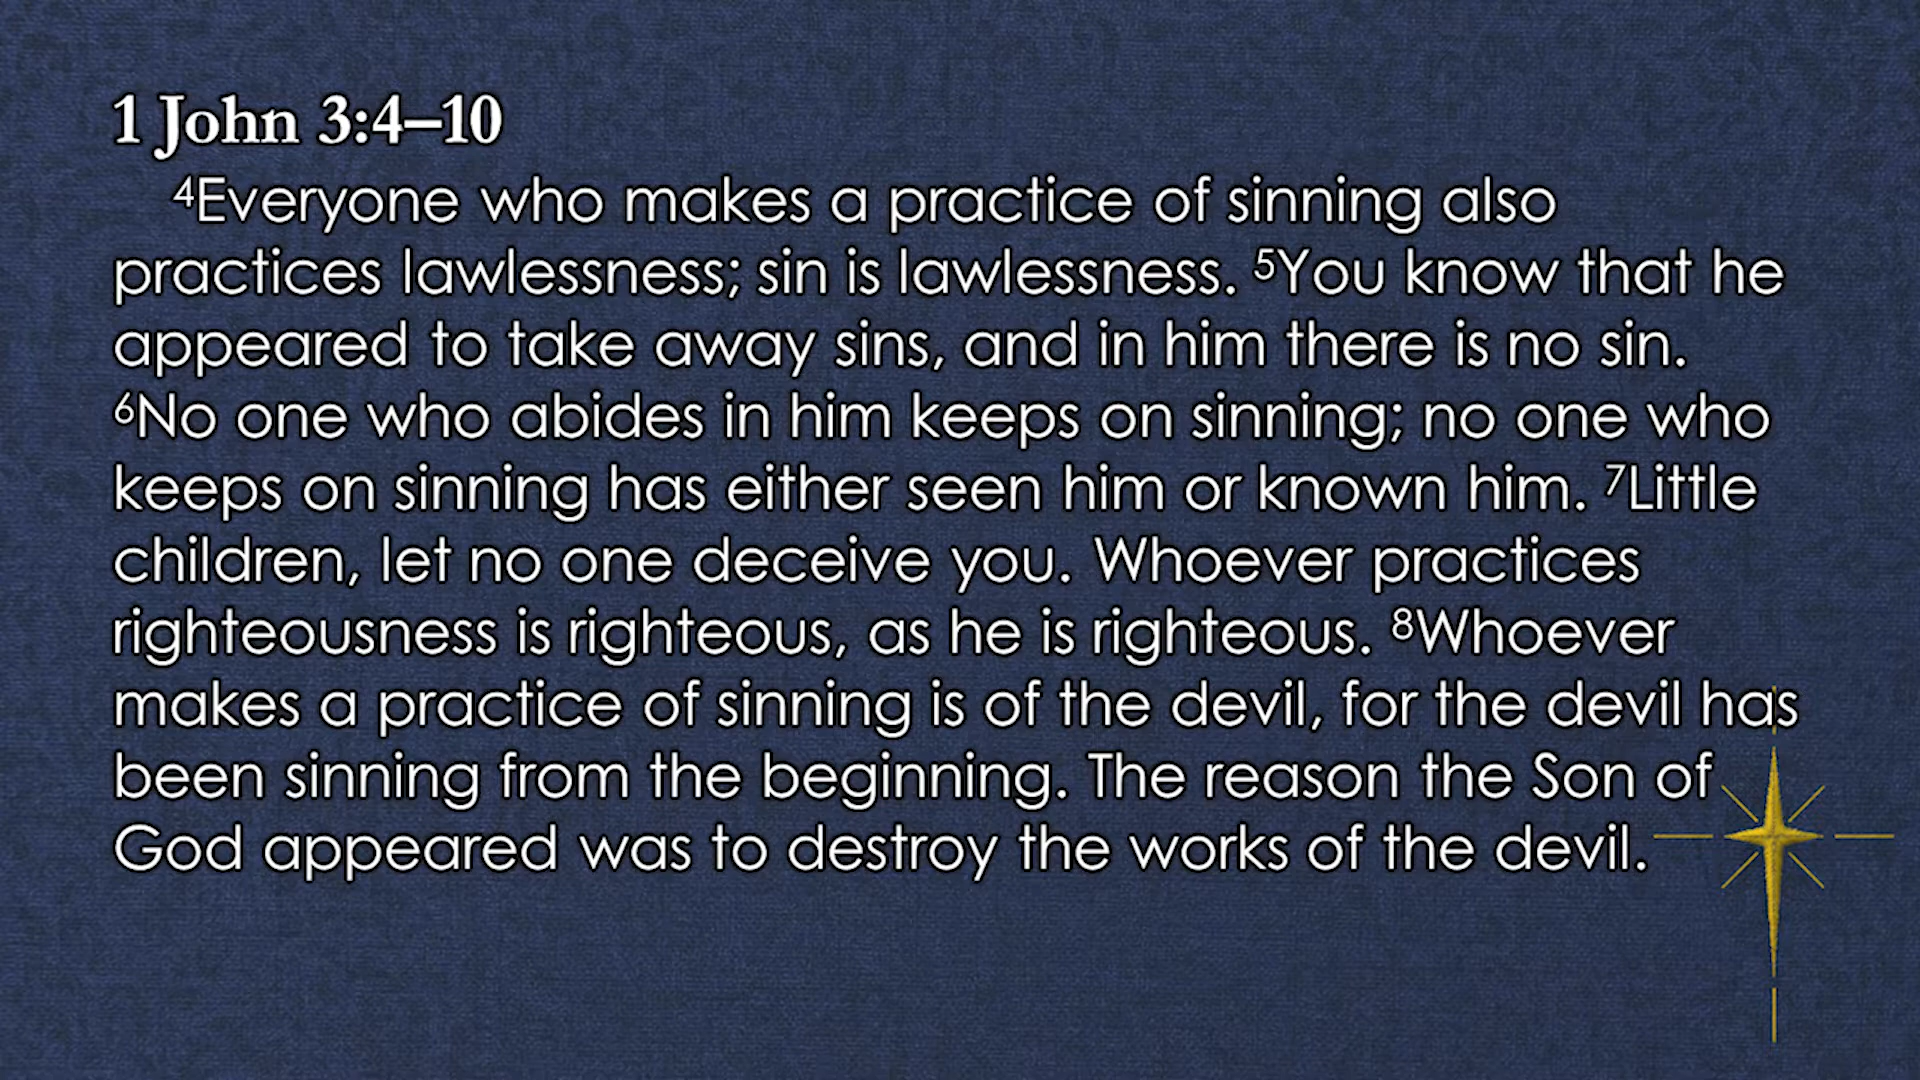 1 John 3:4–10
⁴Everyone who makes a practice of sinning also
practices lawlessness; sin is lawlessness. ⁵You know that he
appeared to take away sins, and in him there is no sin.
⁶No one who abides in him keeps on sinning; no one who
keeps on sinning has either seen him or known him. ⁷Little
children, let no one deceive you. Whoever practices
righteousness is righteous, as he is righteous. ⁸Whoever
makes a practice of sinning is of the devil, for the devil has
been sinning from the beginning. The reason the Son of
God appeared was to destroy the works of the devil.